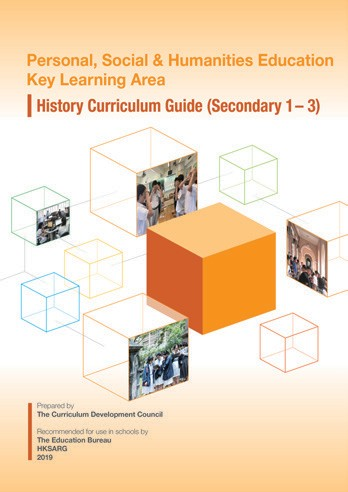 Personal, Social & Humanities Education
Key Learning Area
History Curriculum Guide (Secondary 1 – 3)
Prepared by
The Curriculum Development Council
Recommended for use in schools by
The Education Bureau
HKSARG
2019